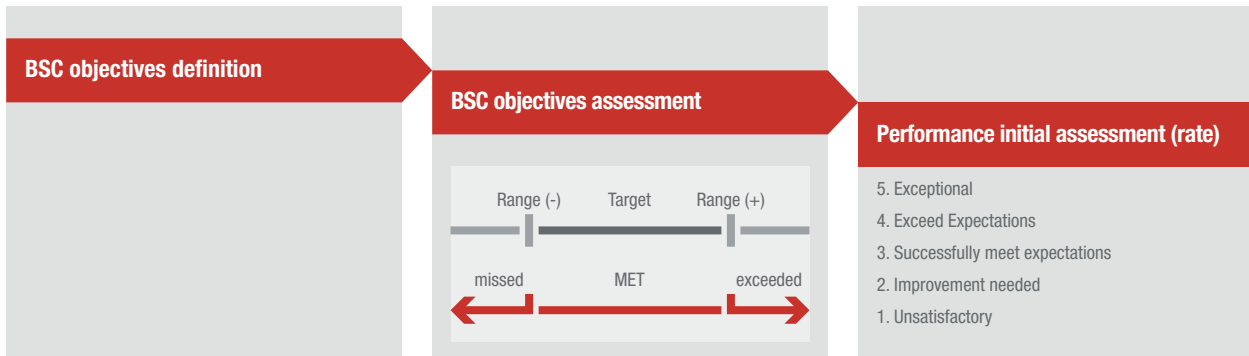 BSC objectives definition
BSC objectives assessment
Range (-) Target Range (+)
missed MET exceeded
Performance initial assessment (rate)
5. Exceptional
4. Exceed Expectations
3. Successfully meet expectations
2. Improvement needed
1. Unsatisfactory